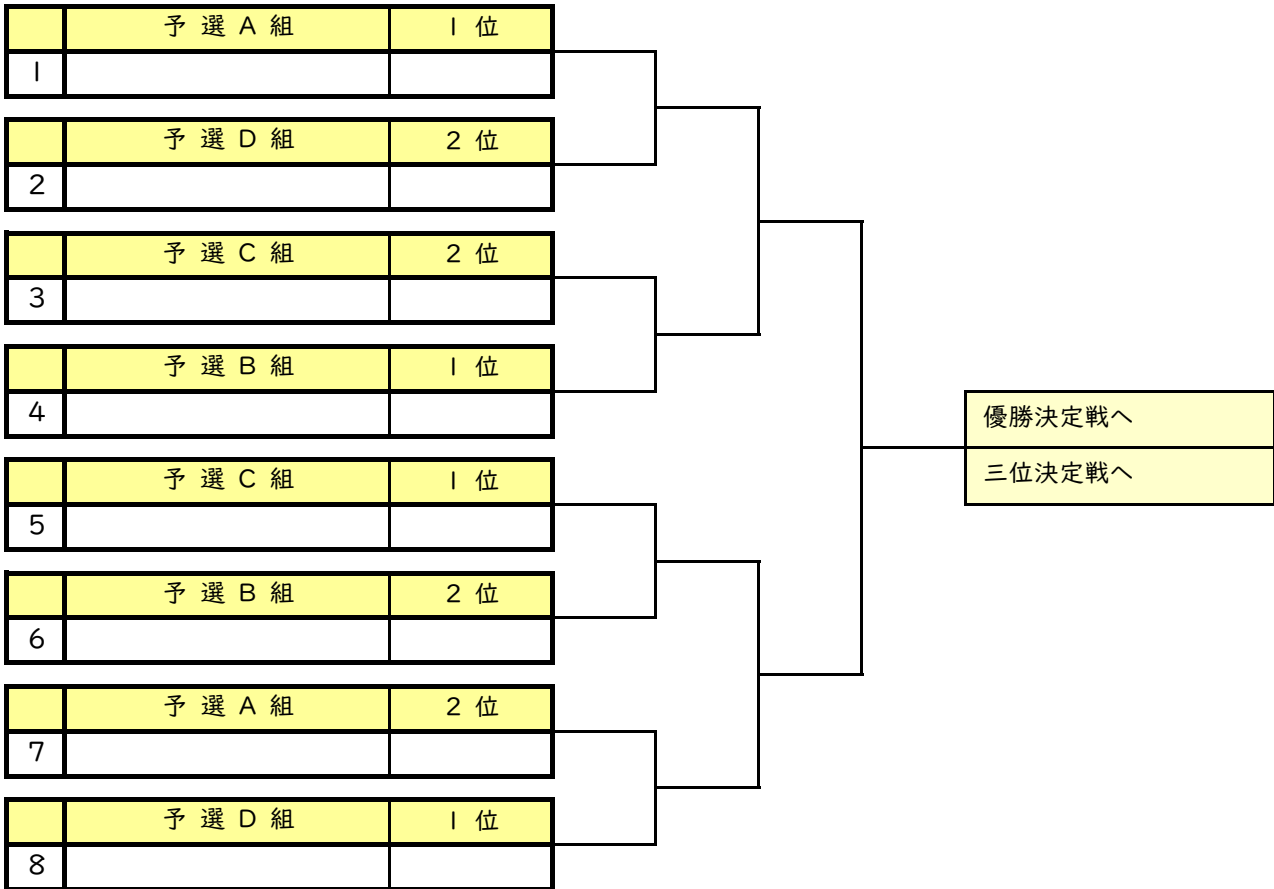 予 選 A 組 1 位
1
予 選 D 組 2 位
2
予 選 C 組 2 位
3
予 選 B 組 1 位
4
優勝決定戦へ
三位決定戦へ
予 選 C 組 1 位
5
予 選 B 組 2 位
6
予 選 A 組 2 位
7
予 選 D 組 1 位
8